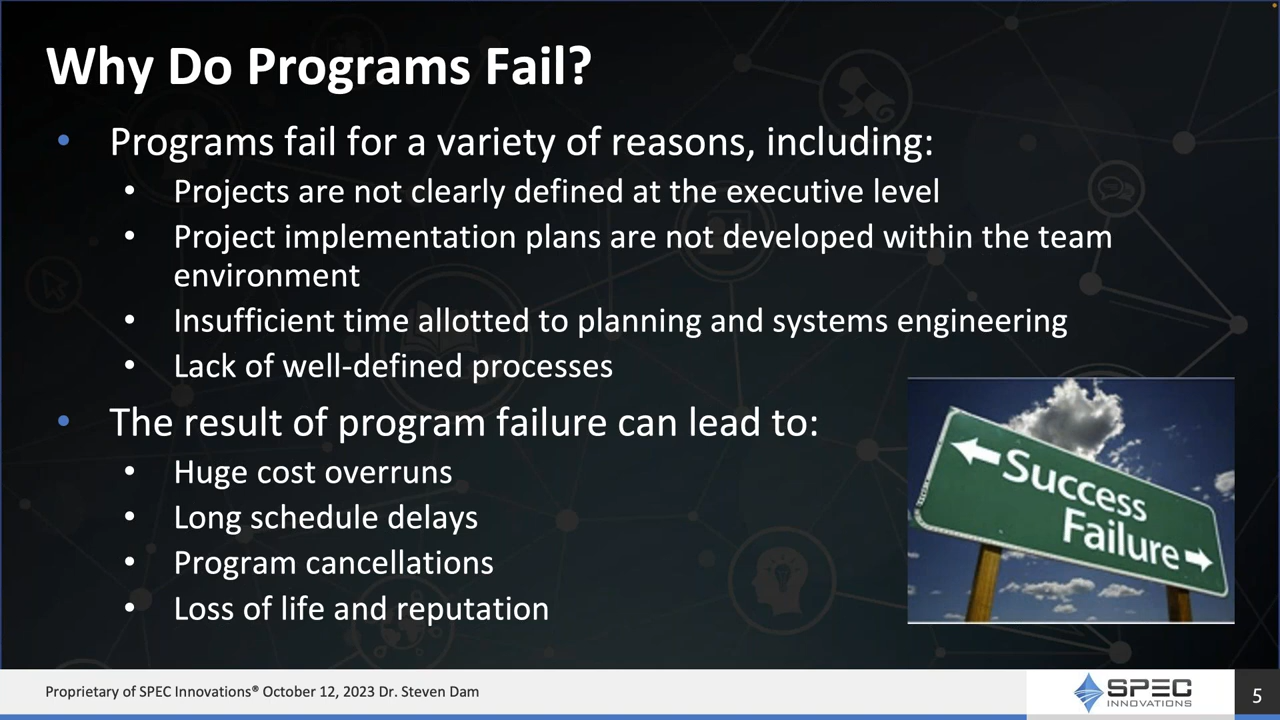 Why Do Programs Fail?
• Programs fail for a variety of reasons, including:
• Projects are not clearly defined at the executive level
• Project implementation plans are not developed within the team
environment
• Insufficient time allotted to planning and systems engineering
• Lack of well-defined processes
• The result of program failure can lead to:
• Huge cost overruns
• Long schedule delays
• Program cancellations
• Loss of life and reputation
Success
Failure
Proprietary of SPEC Innovations® October 12, 2023 Dr. Steven Dam
SPEC
INNOVATIONS
5